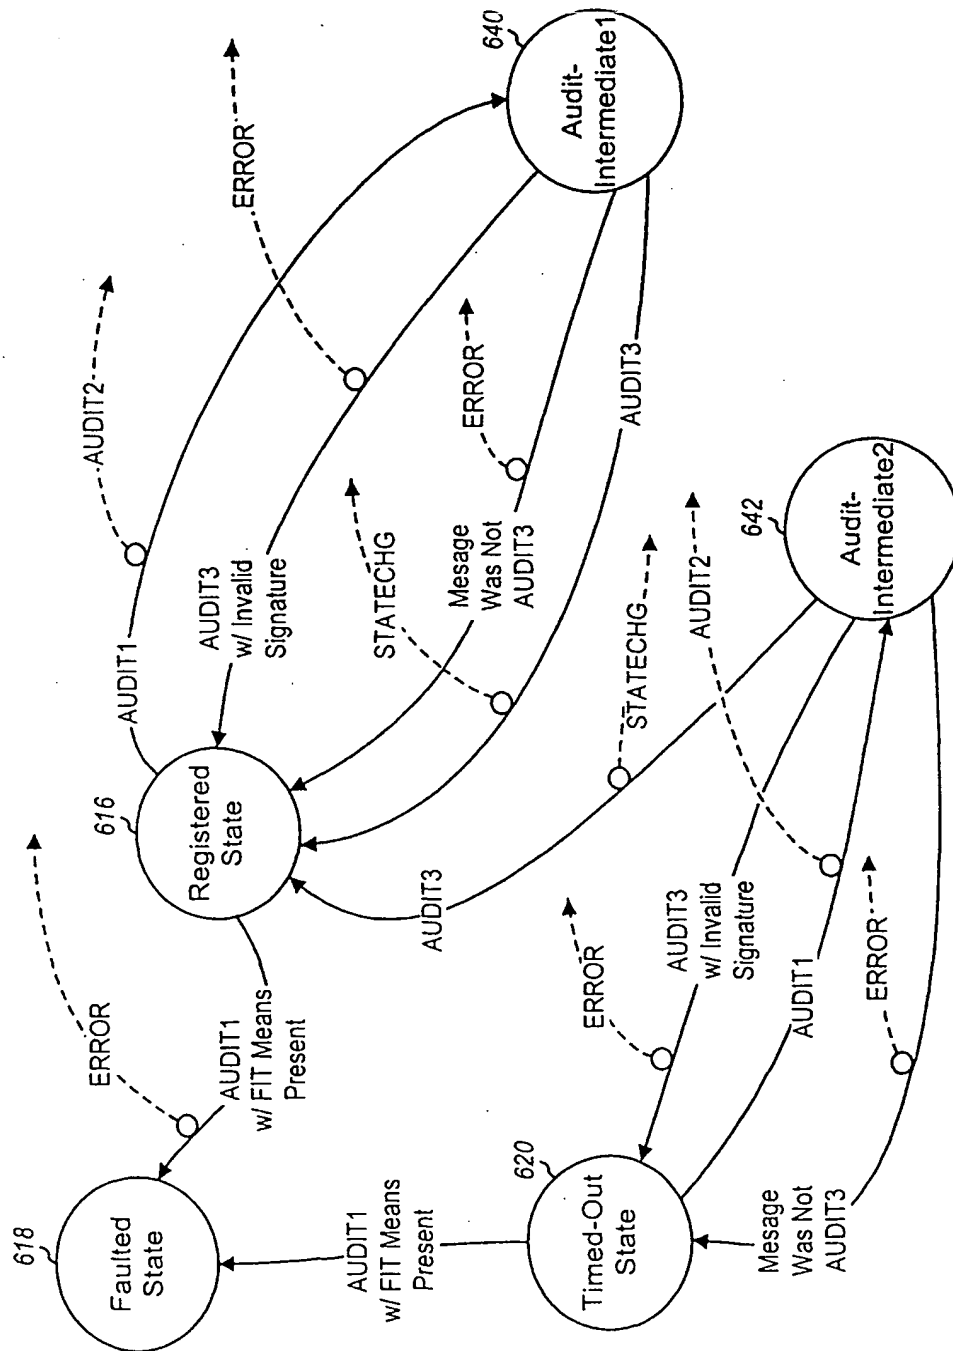 618
Faulted
State
ERROR
AUDIT1
w/ FIT Means
Present
616
Registered
State
AUDIT1
AUDIT2
ERROR
AUDIT3
w/ Invalid
Signature
STATECHG
Mesage
Was Not
AUDIT3
ERROR
AUDIT3
640
Audit-
Intermediate1
AUDIT1
w/ FIT Means
Present
620
Timed-Out
State
AUDIT3
STATECHG
ERROR
AUDIT3
w/ Invalid
Signature
AUDIT2
AUDIT1
ERROR
Mesage
Was Not
AUDIT3
642
Audit-
Intermediate2